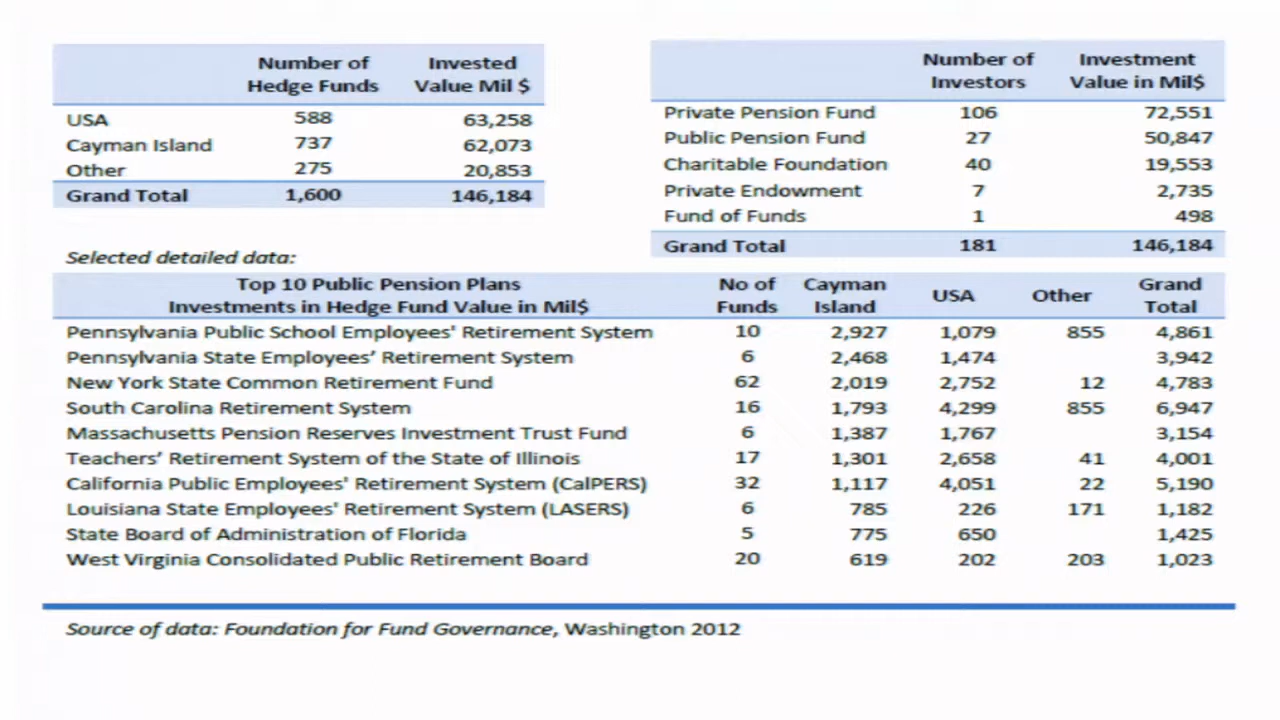 Number of Hedge Funds Invested Value Mil $
USA 588 63,258
Cayman Island 737 62,073
Other 275 20,853
Grand Total 1,600 146,184
Number of Investors Investment Value in Mil$
Private Pension Fund 106 72,551
Public Pension Fund 27 50,847
Charitable Foundation 40 19,553
Private Endowment 7 2,735
Fund of Funds 1 498
Grand Total 181 146,184
Selected detailed data:
Top 10 Public Pension Plans Investments in Hedge Fund Value in Mil$ No of Funds Cayman Island USA Other Grand Total
Pennsylvania Public School Employees' Retirement System 10 2,927 1,079 855 4,861
Pennsylvania State Employees’ Retirement System 6 2,468 1,474 3,942
New York State Common Retirement Fund 62 2,019 2,752 12 4,783
South Carolina Retirement System 16 1,793 4,299 855 6,947
Massachusetts Pension Reserves Investment Trust Fund 6 1,387 1,767 3,154
Teachers’ Retirement System of the State of Illinois 17 1,301 2,658 41 4,001
California Public Employees' Retirement System (CalPERS) 32 1,117 4,051 22 5,190
Louisiana State Employees' Retirement System (LASERS) 6 785 226 171 1,182
State Board of Administration of Florida 5 775 650 1,425
West Virginia Consolidated Public Retirement Board 20 619 202 203 1,023
Source of data: Foundation for Fund Governance, Washington 2012